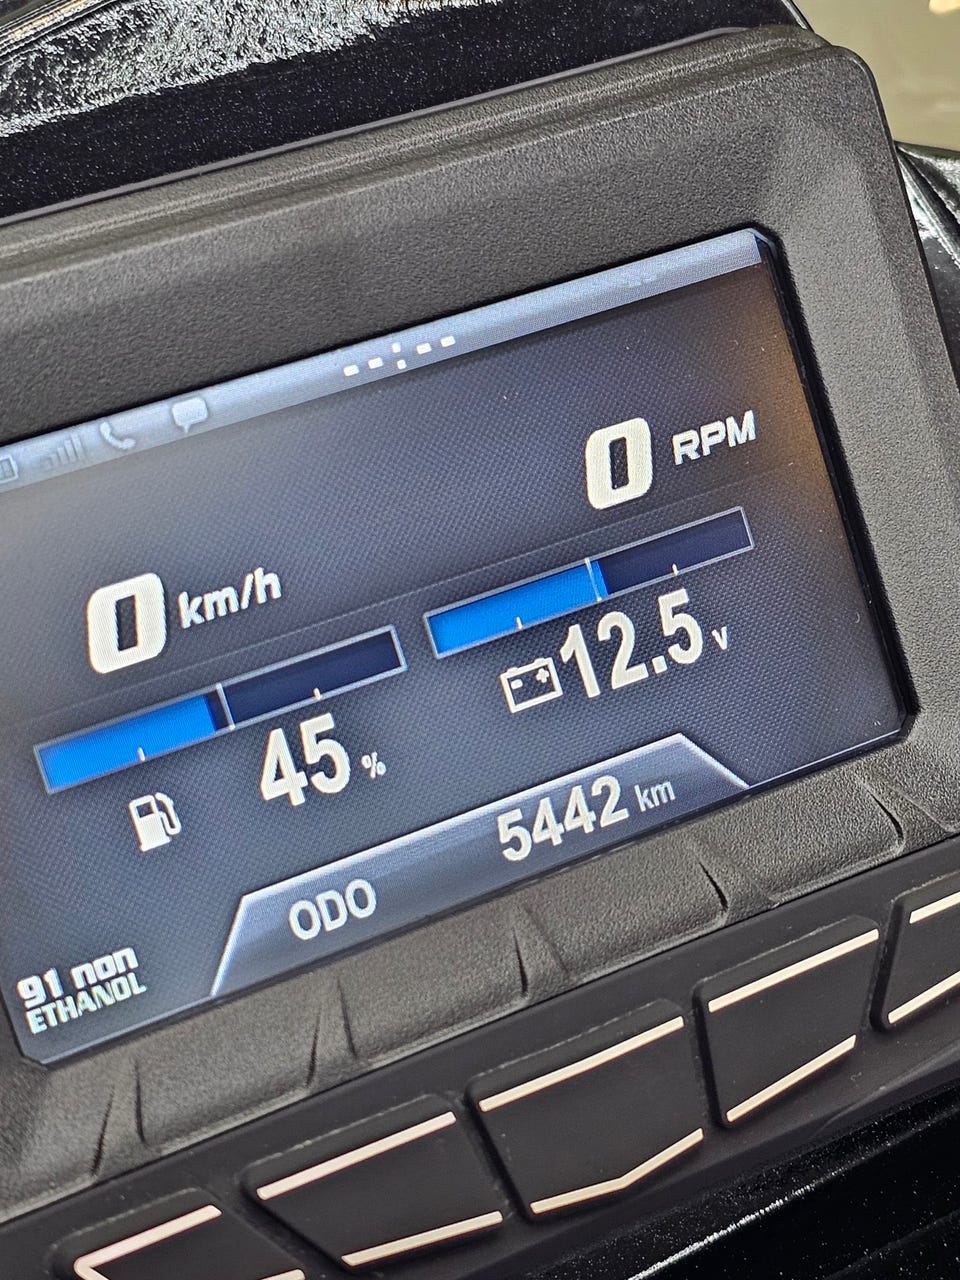 --:--
0 RPM
0 km/h
12.5 v
45 %
5442 km
ODO
91 non
ETHANOL